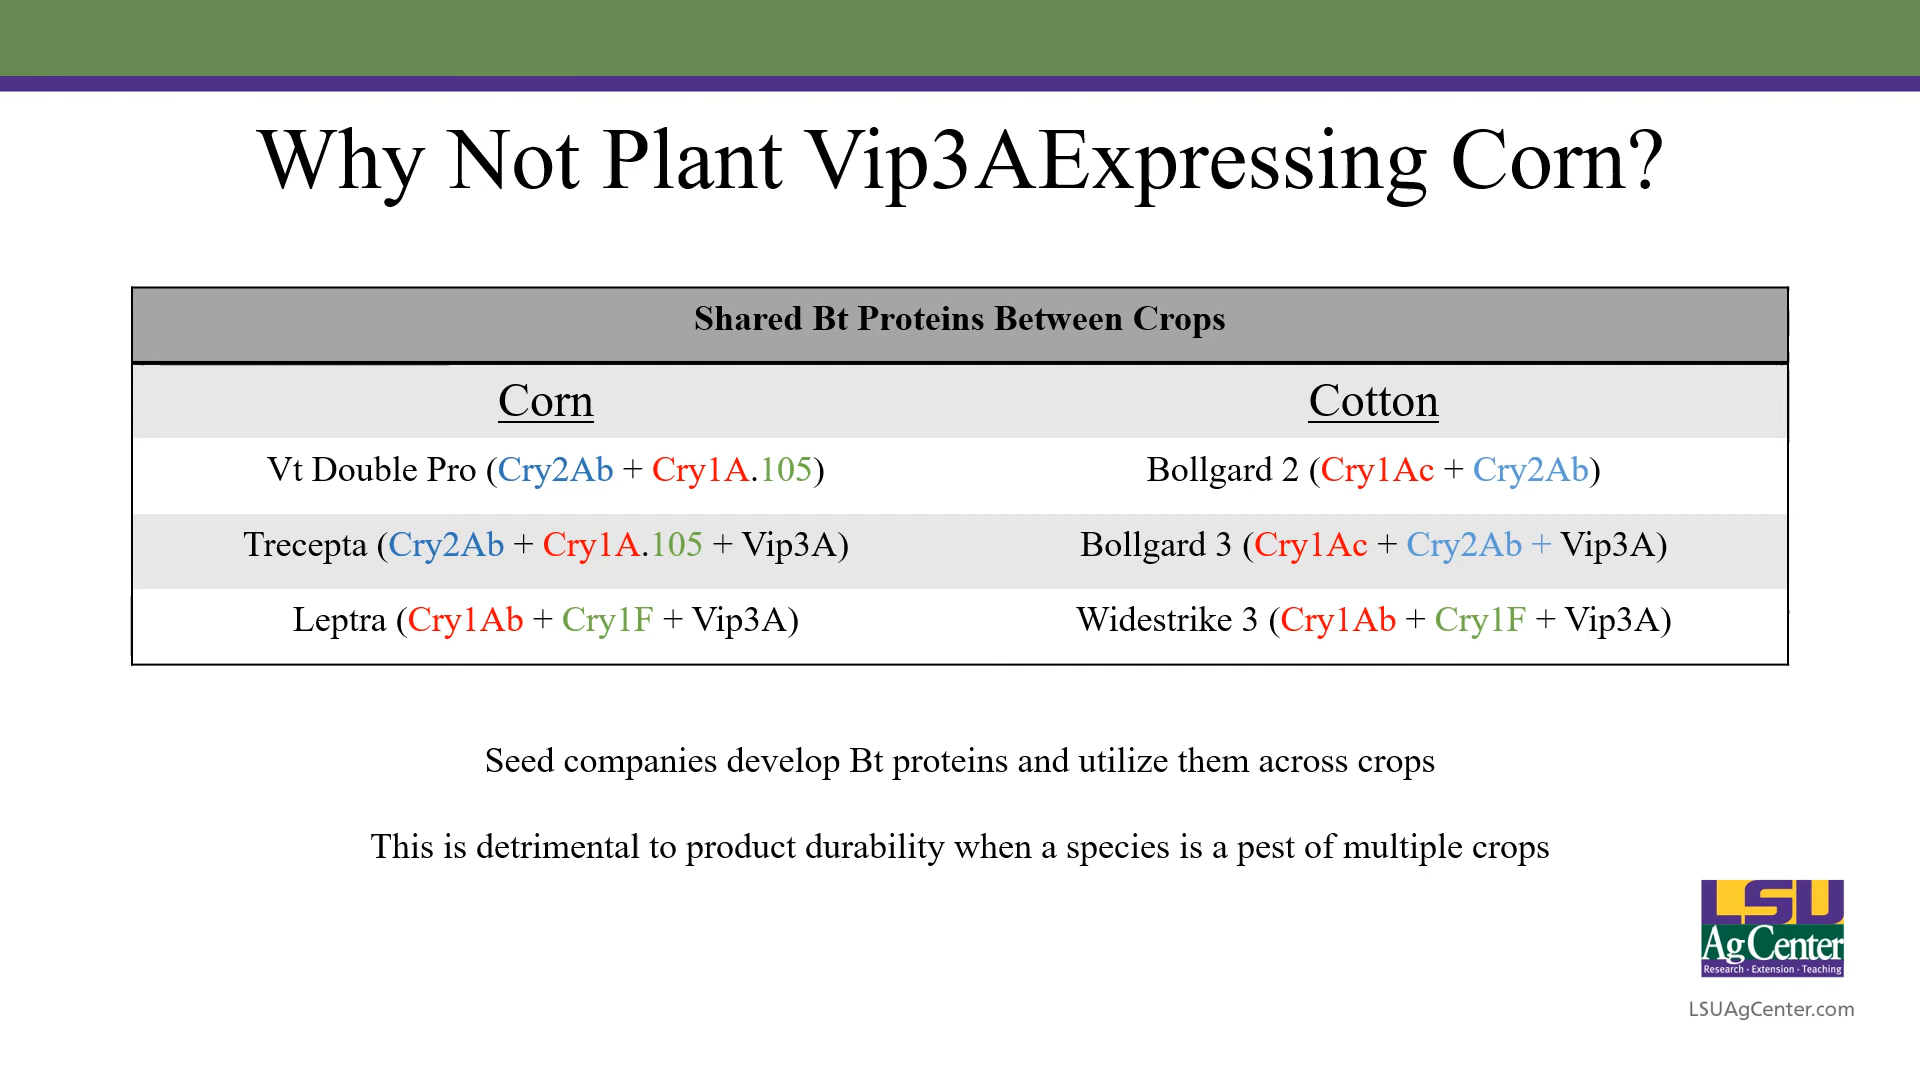 Why Not Plant Vip3AExpressing Corn?
Shared Bt Proteins Between Crops
Corn Cotton
Vt Double Pro (Cry2Ab + Cry1A.105) Bollgard 2 (Cry1Ac + Cry2Ab)
Trecepta (Cry2Ab + Cry1A.105 + Vip3A) Bollgard 3 (Cry1Ac + Cry2Ab + Vip3A)
Leptra (Cry1Ab + Cry1F + Vip3A) Widestrike 3 (Cry1Ab + Cry1F + Vip3A)
Seed companies develop Bt proteins and utilize them across crops
This is detrimental to product durability when a species is a pest of multiple crops
LSU
AgCenter
Research · Extension · Teaching
LSUAgCenter.com